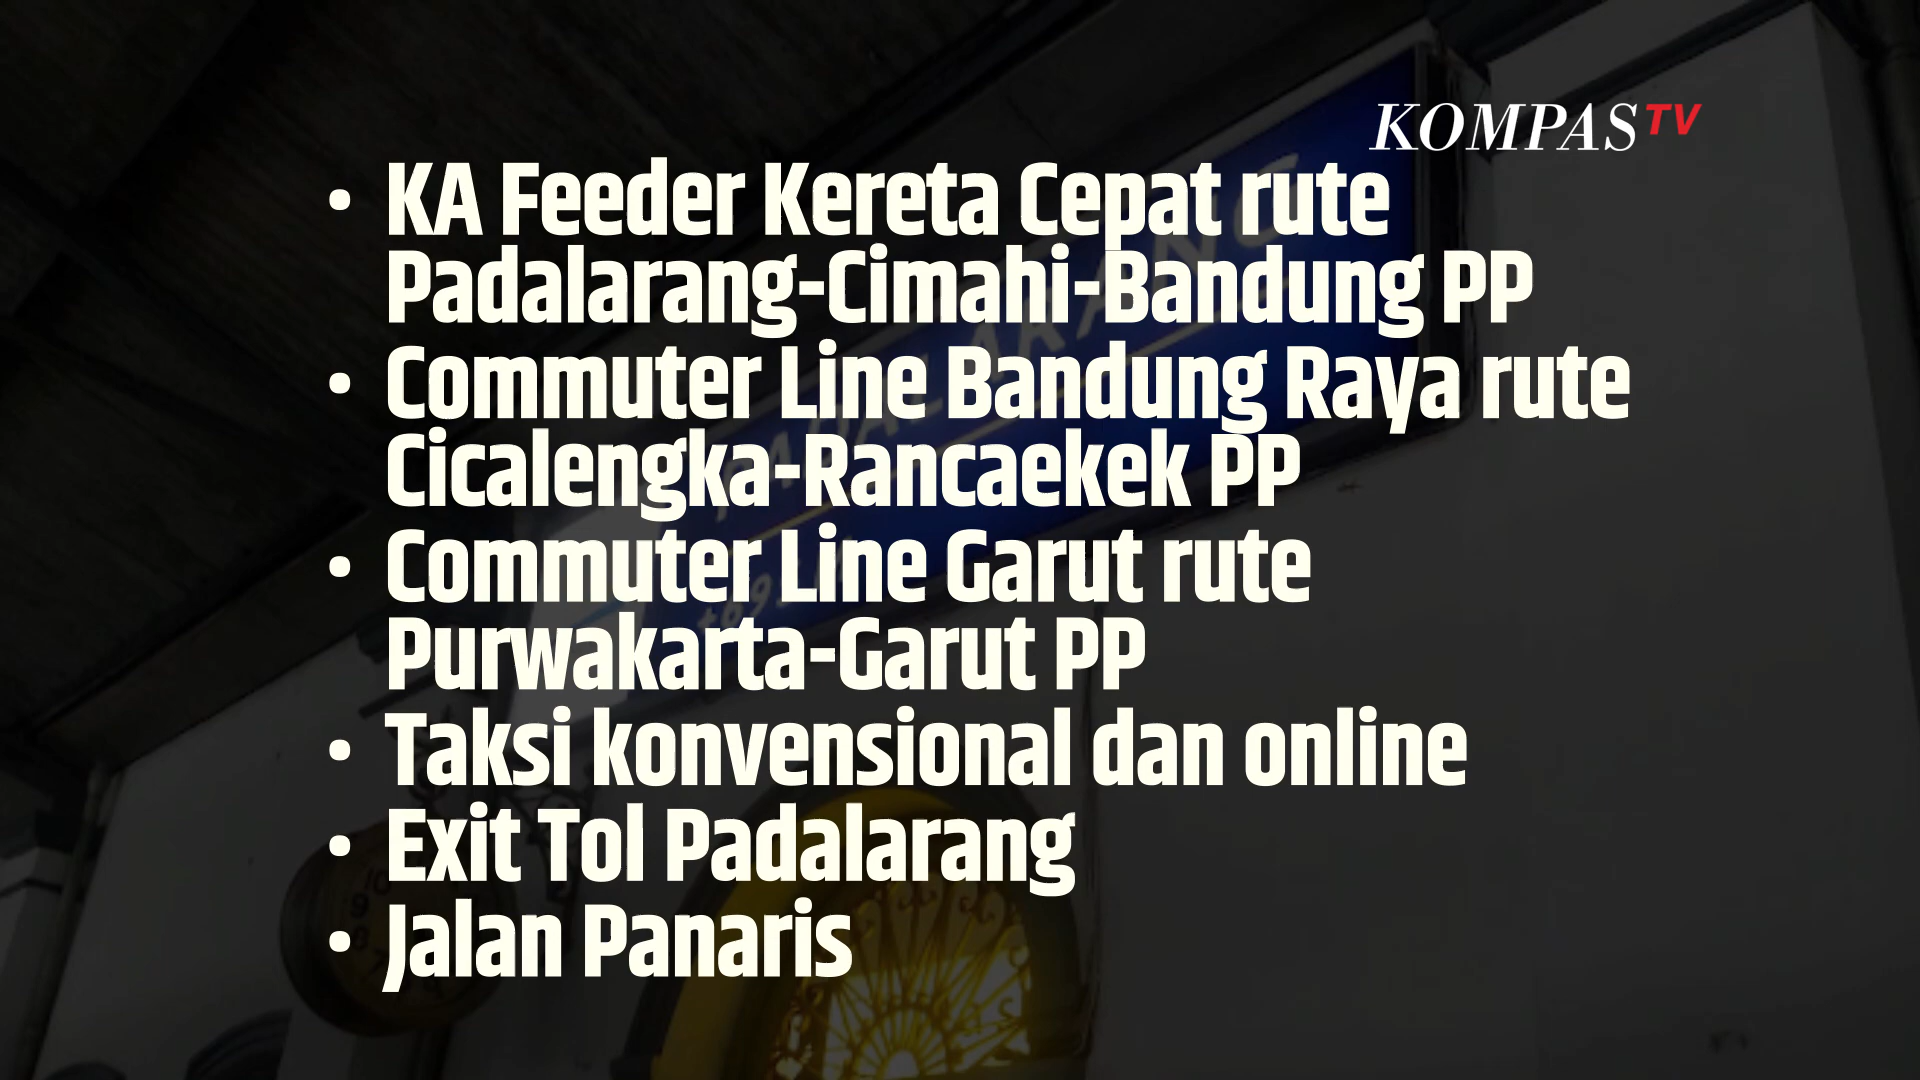 KOMPASTV
• KA Feeder Kereta Cepat rute
Padalarang-Cimahi-Bandung PP
• Commuter Line Bandung Raya rute
Cicalengka-Rancaekek PP
• Commuter Line Garut rute
Purwakarta-Garut PP
• Taksi konvensional dan online
• Exit Tol Padalarang
• Jalan Panaris